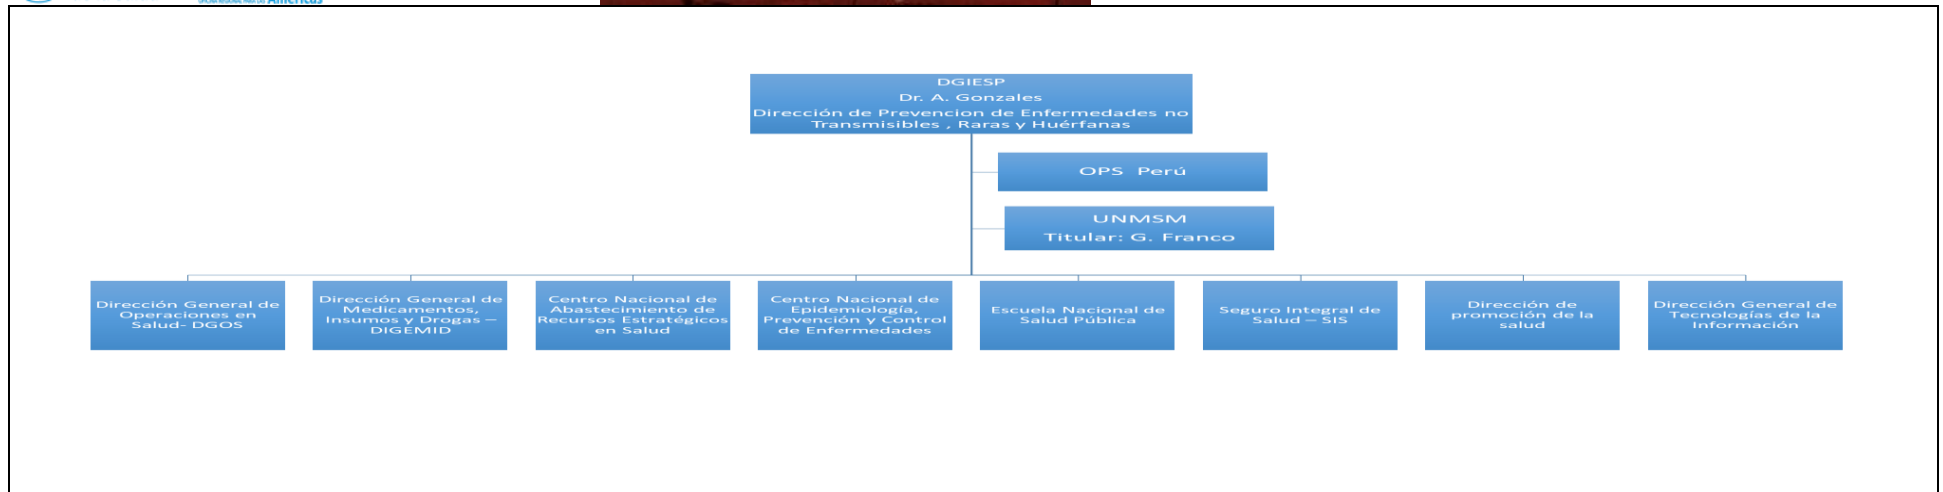 Américas
DGIESP
Dr. A. Gonzales
Dirección de Prevencion de Enfermedades no
Transmisibles , Raras y Huérfanas
OPS Perú
UNMSM
Titular: G. Franco
Dirección General de
Operaciones en
Salud- DGOS
Dirección General de
Medicamentos,
Insumos y Drogas –
DIGEMID
Centro Nacional de
Abastecimiento de
Recursos Estratégicos
en Salud
Centro Nacional de
Epidemiología,
Prevención y Control
de Enfermedades
Escuela Nacional de
Salud Pública
Seguro Integral de
Salud – SIS
Dirección de
promoción de la
salud
Dirección General de
Tecnologías de la
Información